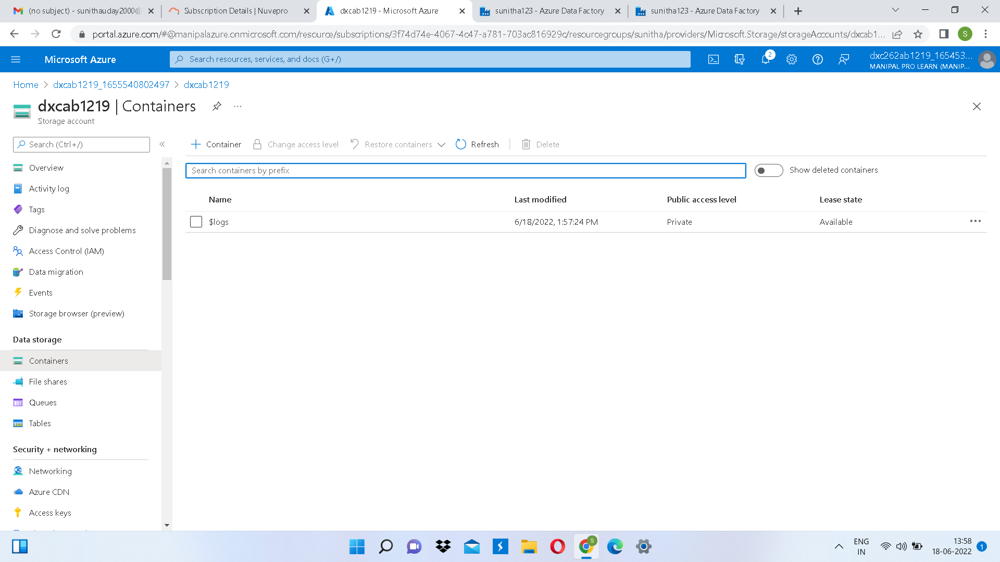 (no subject) - sunithauday2000@
Subscription Details | Nuvepro
dxcab1219 - Microsoft Azure
sunitha123 - Azure Data Factory
sunitha123 - Azure Data Factory
portal.azure.com/#@manipalazure.onmicrosoft.com/resource/subscriptions/3f74d74e-4067-4c47-a781-703ac816929c/resourcegroups/sunitha/providers/Microsoft.Storage/storageAccounts/dxcab1...
S
Microsoft Azure
Search resources, services, and docs (G+/)
2
dxc262ab1219_165453...
MANIPAL PRO LEARN (MANIP...
Home > dxcab1219_1655540802497 > dxcab1219
dxcab1219 | Containers
Storage account
Search (Ctrl+/)
Overview
Activity log
Tags
Diagnose and solve problems
Access Control (IAM)
Data migration
Events
Storage browser (preview)
Data storage
Containers
File shares
Queues
Tables
Security + networking
Networking
Azure CDN
Access keys
Container
Change access level
Restore containers
Refresh
Delete
Search containers by prefix
Show deleted containers
Name Last modified Public access level Lease state
$logs 6/18/2022, 1:57:24 PM Private Available
S
ENG
IN
13:58
18-06-2022
1